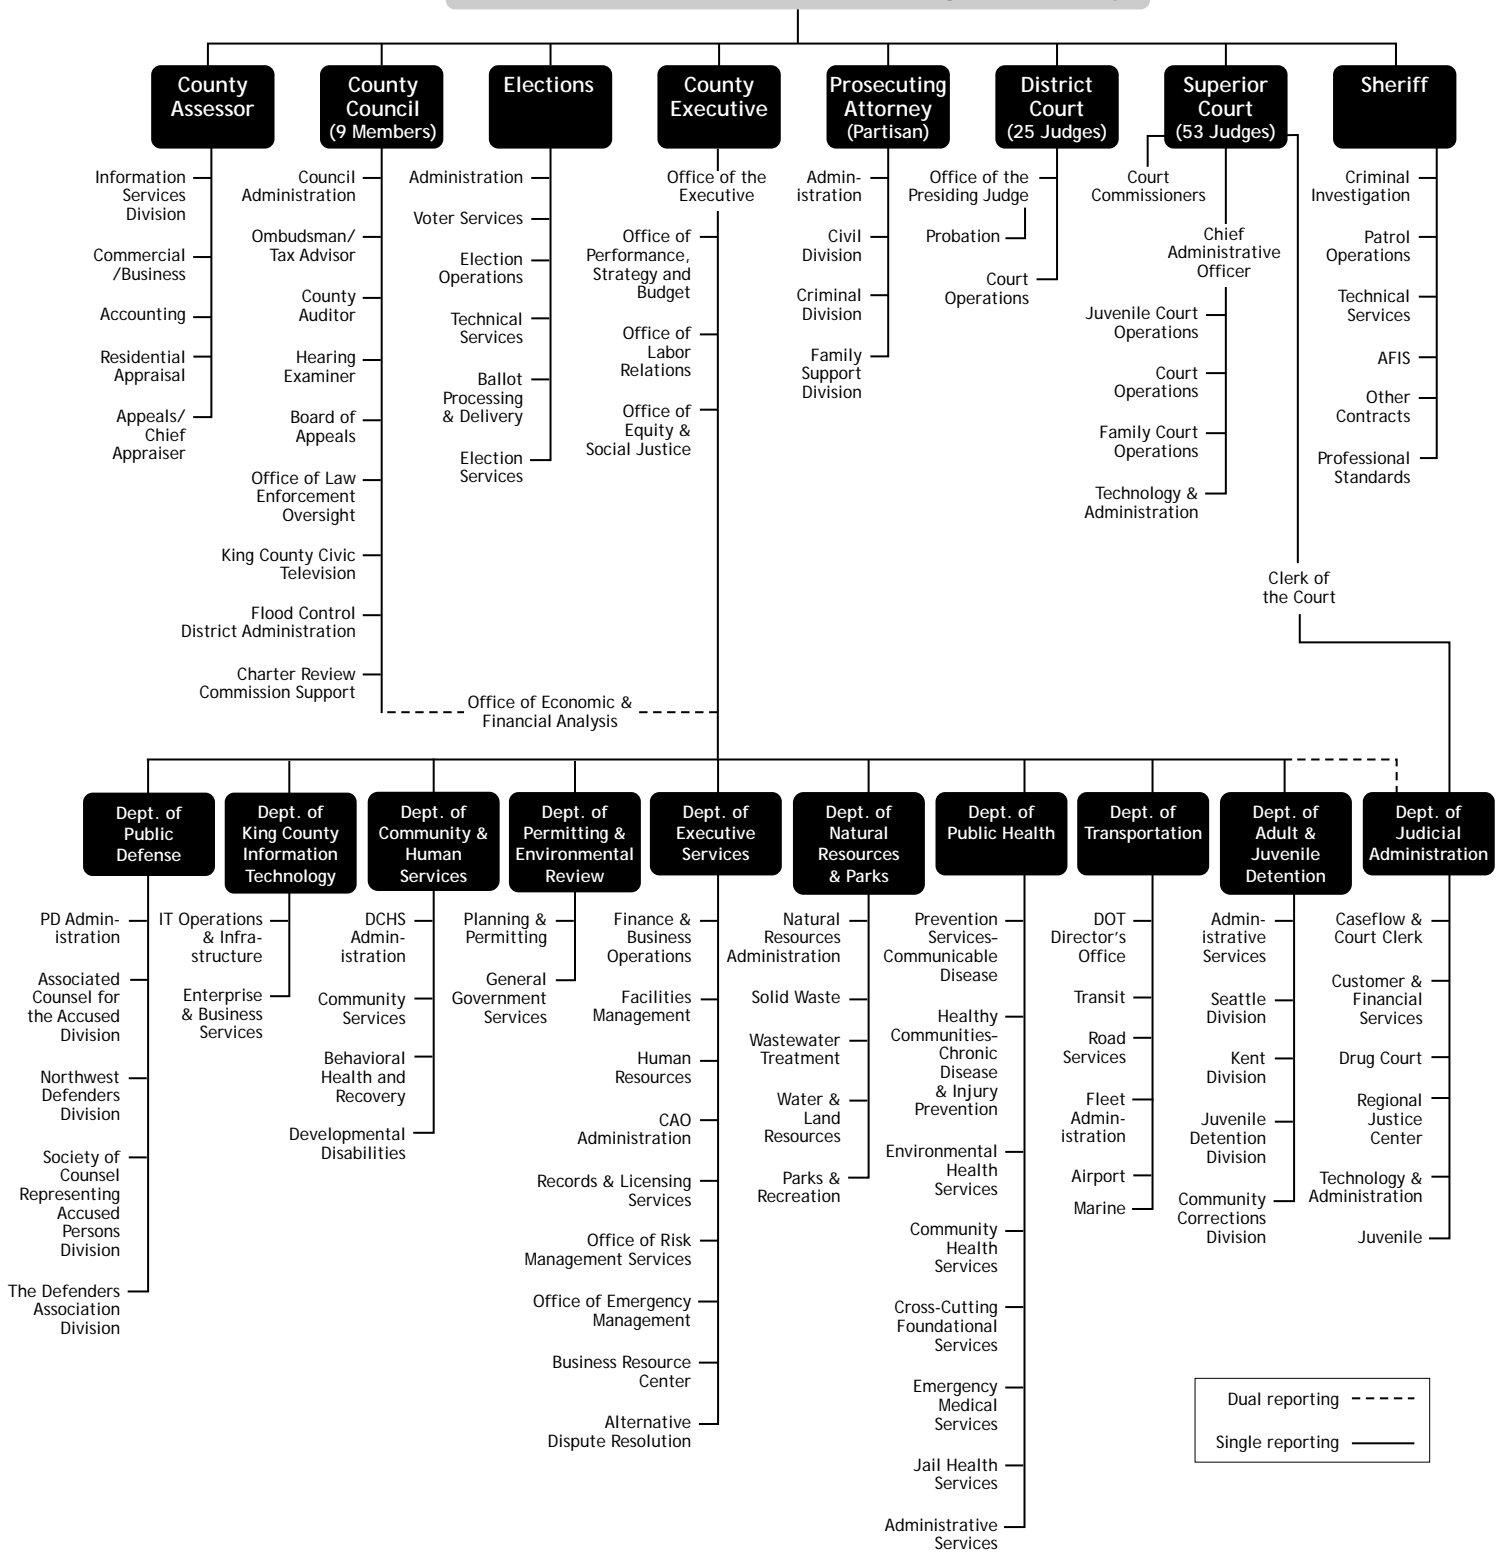 County
Assessor
County
Council
(9 Members)
Elections
County
Executive
Prosecuting
Attorney
(Partisan)
District
Court
(25 Judges)
Superior
Court
(53 Judges)
Sheriff
Information
Services
Division
Commercial
/Business
Accounting
Residential
Appraisal
Appeals/
Chief
Appraiser
Council
Administration
Ombudsman/
Tax Advisor
County
Auditor
Hearing
Examiner
Board of
Appeals
Office of Law
Enforcement
Oversight
King County Civic
Television
Flood Control
District Administration
Charter Review
Commission Support
Administration
Voter Services
Election
Operations
Technical
Services
Ballot
Processing
& Delivery
Election
Services
Office of the
Executive
Office of
Performance,
Strategy and
Budget
Office of
Labor
Relations
Office of
Equity &
Social Justice
Office of Economic &
Financial Analysis
Admin-
istration
Civil
Division
Criminal
Division
Family
Support
Division
Office of the
Presiding Judge
Probation
Court
Operations
Court
Commissioners
Chief
Administrative
Officer
Juvenile Court
Operations
Court
Operations
Family Court
Operations
Technology &
Administration
Clerk of
the Court
Criminal
Investigation
Patrol
Operations
Technical
Services
AFIS
Other
Contracts
Professional
Standards
Dept. of
Public
Defense
Dept. of
King County
Information
Technology
Dept. of
Community &
Human
Services
Dept. of
Permitting &
Environmental
Review
Dept. of
Executive
Services
Dept. of
Natural
Resources
& Parks
Dept. of
Public Health
Dept. of
Transportation
Dept. of
Adult &
Juvenile
Detention
Dept. of
Judicial
Administration
PD Admin-
istration
Associated
Counsel for
the Accused
Division
Northwest
Defenders
Division
Society of
Counsel
Representing
Accused
Persons
Division
The Defenders
Association
Division
IT Operations
& Infra-
structure
Enterprise
& Business
Services
DCHS
Admin-
istration
Community
Services
Behavioral
Health and
Recovery
Developmental
Disabilities
Planning &
Permitting
General
Government
Services
Finance &
Business
Operations
Facilities
Management
Human
Resources
CAO
Administration
Records & Licensing
Services
Office of Risk
Management Services
Office of Emergency
Management
Business Resource
Center
Alternative
Dispute Resolution
Natural
Resources
Administration
Solid Waste
Wastewater
Treatment
Water &
Land
Resources
Parks &
Recreation
Prevention
Services–
Communicable
Disease
Healthy
Communities–
Chronic
Disease
& Injury
Prevention
Environmental
Health
Services
Community
Health
Services
Cross-Cutting
Foundational
Services
Emergency
Medical
Services
Jail Health
Services
Administrative
Services
DOT
Director's
Office
Transit
Road
Services
Fleet
Admin-
istration
Airport
Marine
Admin-
istrative
Services
Seattle
Division
Kent
Division
Juvenile
Detention
Division
Community
Corrections
Division
Caseflow &
Court Clerk
Customer &
Financial
Services
Drug Court
Regional
Justice
Center
Technology &
Administration
Juvenile
Dual reporting
Single reporting